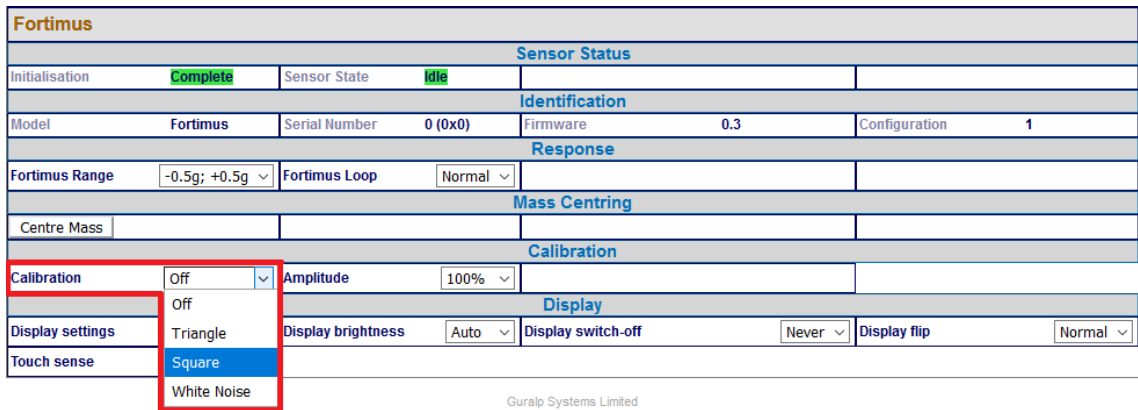 Fortimus
Sensor Status
Initialisation Complete Sensor State Idle
Identification
Model Fortimus Serial Number 0 (0x0) Firmware 0.3 Configuration 1
Response
Fortimus Range -0.5g; +0.5g Fortimus Loop Normal
Mass Centring
Centre Mass
Calibration
Calibration Off Amplitude 100%
Off
Display
Display settings Triangle Display brightness Auto Display switch-off Never Display flip Normal
Touch sense Square
White Noise
Guralp Systems Limited